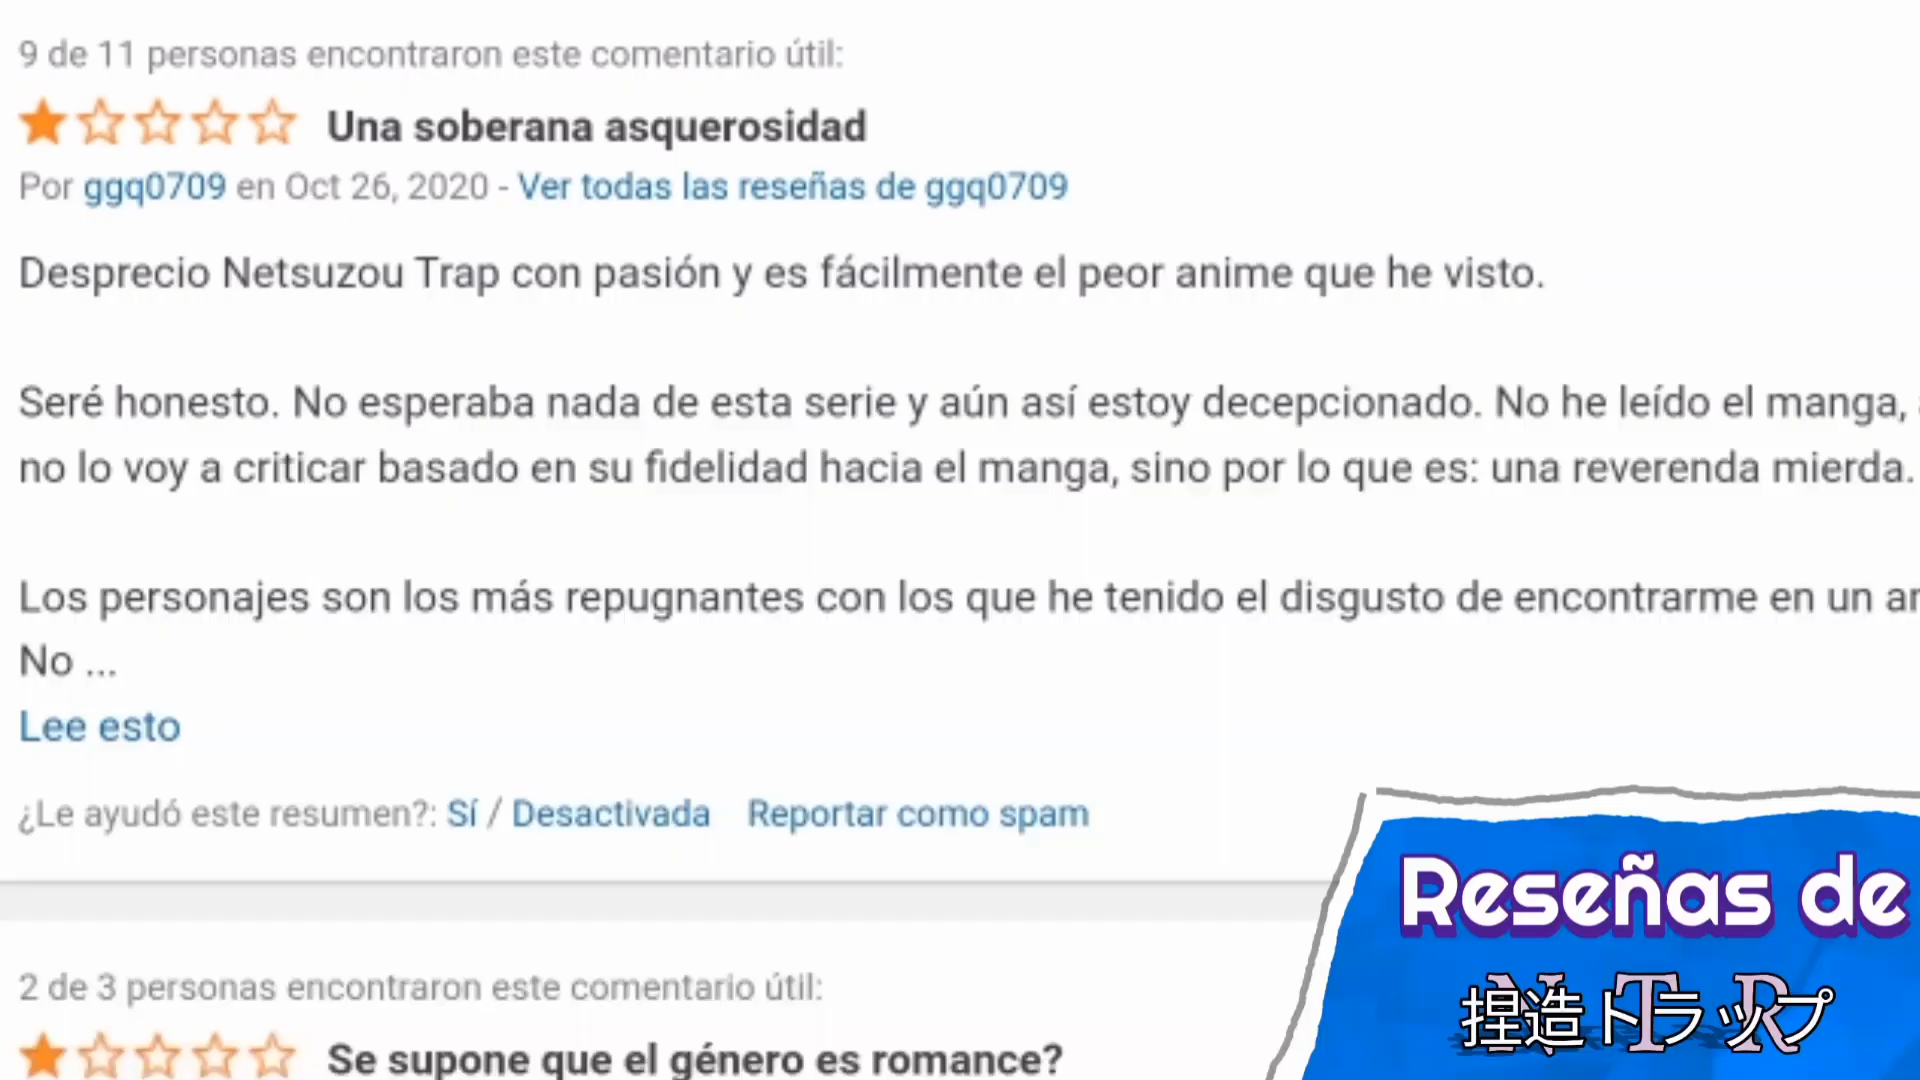 9 de 11 personas encontraron este comentario útil:
Una soberana asquerosidad
Por ggq0709 en Oct 26, 2020 - Ver todas las reseñas de ggq0709
Desprecio Netsuzou Trap con pasión y es fácilmente el peor anime que he visto.
Seré honesto. No esperaba nada de esta serie y aún así estoy decepcionado. No he leído el manga,
no lo voy a criticar basado en su fidelidad hacia el manga, sino por lo que es: una reverenda mierda.
Los personajes son los más repugnantes con los que he tenido el disgusto de encontrarme en un
No ...
Lee esto
¿Le ayudó este resumen?: Sí / Desactivada Reportar como spam
2 de 3 personas encontraron este comentario útil:
Se supone que el género es romance?
Reseñas de
N T R
捏造トラップ